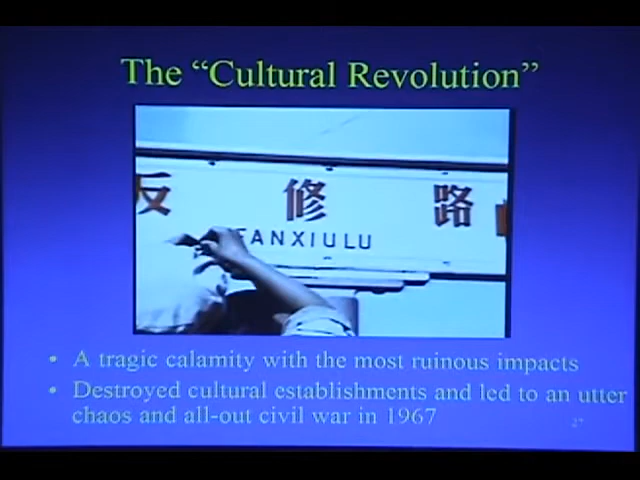 The “Cultural Revolution”
反 修 路
FANXIULU
• A tragic calamity with the most ruinous impacts
• Destroyed cultural establishments and led to an utter
chaos and all-out civil war in 1967
27